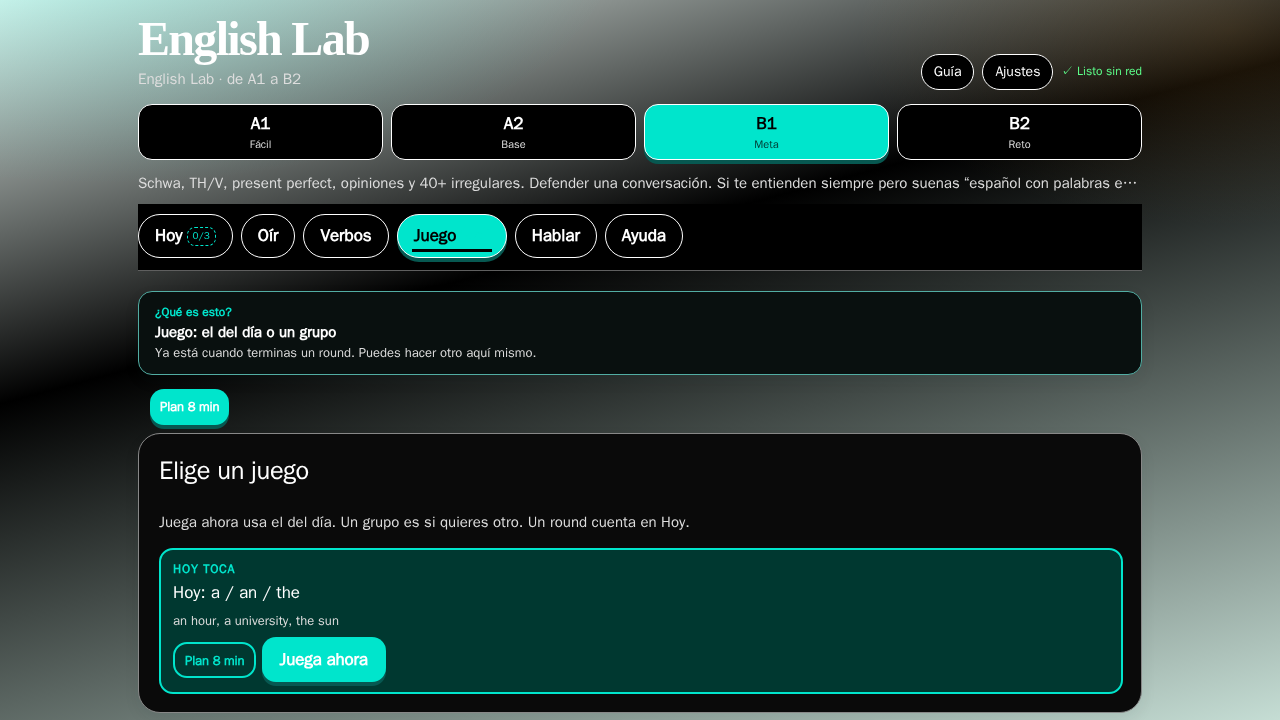 English Lab
English Lab · de A1 a B2
Guía
Ajustes
✓ Listo sin red
A1
Fácil
A2
Base
B1
Meta
B2
Reto
Schwa, TH/V, present perfect, opiniones y 40+ irregulares. Defender una conversación. Si te entienden siempre pero suenas “español con palabras e…
Hoy 0/3
Oír
Verbos
Juego
Hablar
Ayuda
¿Qué es esto?
Juego: el del día o un grupo
Ya está cuando terminas un round. Puedes hacer otro aquí mismo.
Plan 8 min
Elige un juego
Juega ahora usa el del día. Un grupo es si quieres otro. Un round cuenta en Hoy.
HOY TOCA
Hoy: a / an / the
an hour, a university, the sun
Plan 8 min
Juega ahora